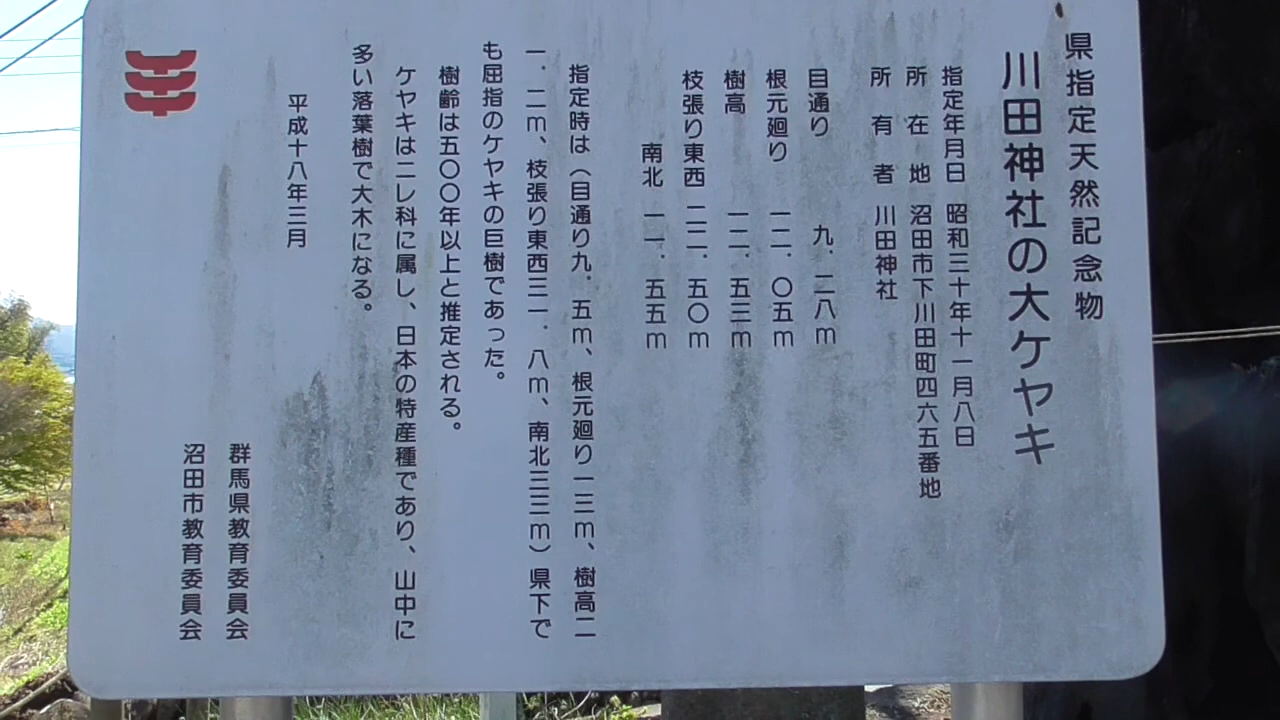 県指定天然記念物
川田神社の大ケヤキ
指定年月日 昭和三十年十一月八日
所在地 沼田市下川田町四六五番地
所有者 川田神社
目通り 九．二八m
根元廻り 一二．〇五m
樹高 一二．五三m
枝張り東西 二二．五〇m
南北 一一．五五m
指定時は（目通り九．五m、根元廻り一三m、樹高二
一．二m、枝張り東西三一．八m、南北三三m）県下で
も屈指のケヤキの巨樹であった。
樹齢は五〇〇年以上と推定される。
ケヤキはニレ科に属し、日本の特産種であり、山中に
多い落葉樹で大木になる。
平成十八年三月
群馬県教育委員会
沼田市教育委員会